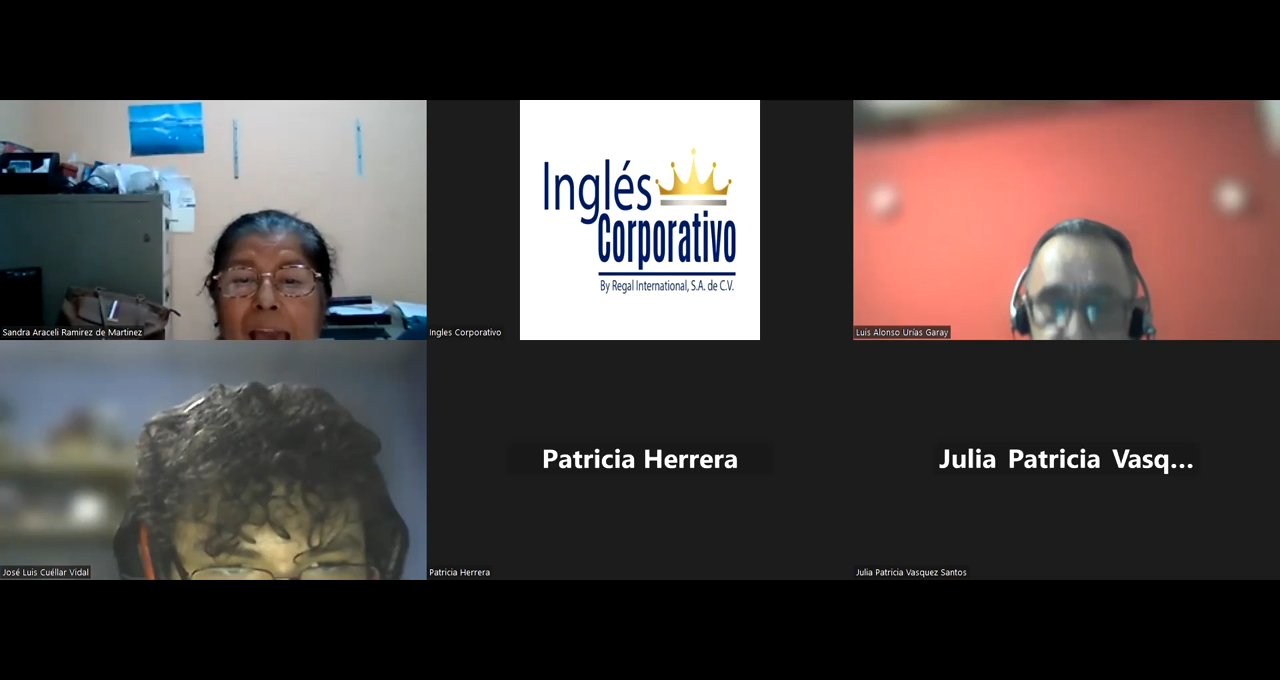 Inglés
Corporativo
By Regal International, S.A. de C.V.
Sandra Araceli Ramirez de Martinez
Ingles Corporativo
Luis Alonso Urías Garay
Patricia Herrera
Julia Patricia Vasq...
José Luis Cuéllar Vidal
Patricia Herrera
Julia Patricia Vasquez Santos